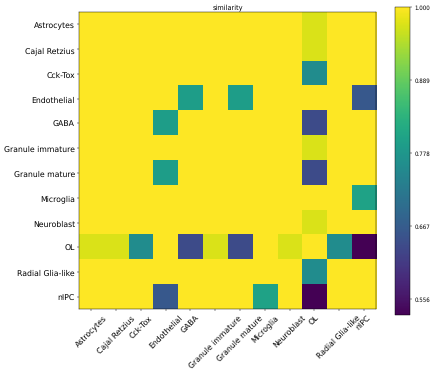 similarity
Astrocytes
Cajal Retzius
Cck-Tox
Endothelial
GABA
Granule immature
Granule mature
Microglia
Neuroblast
OL
Radial Glia-like
nIPC
Astrocytes
Cajal Retzius
Cck-Tox
Endothelial
GABA
Granule immature
Granule mature
Microglia
Neuroblast
OL
Radial Glia-like
nIPC
1.000
0.889
0.778
0.667
0.556